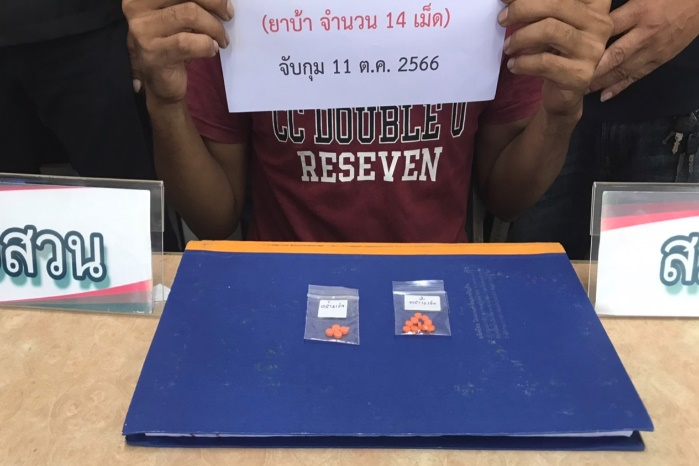 (ยาบ้า จำนวน 14 เม็ด)
จับกุม 11 ต.ค. 2566
CC DOUBLE O
RESEVEN
สวน
ส